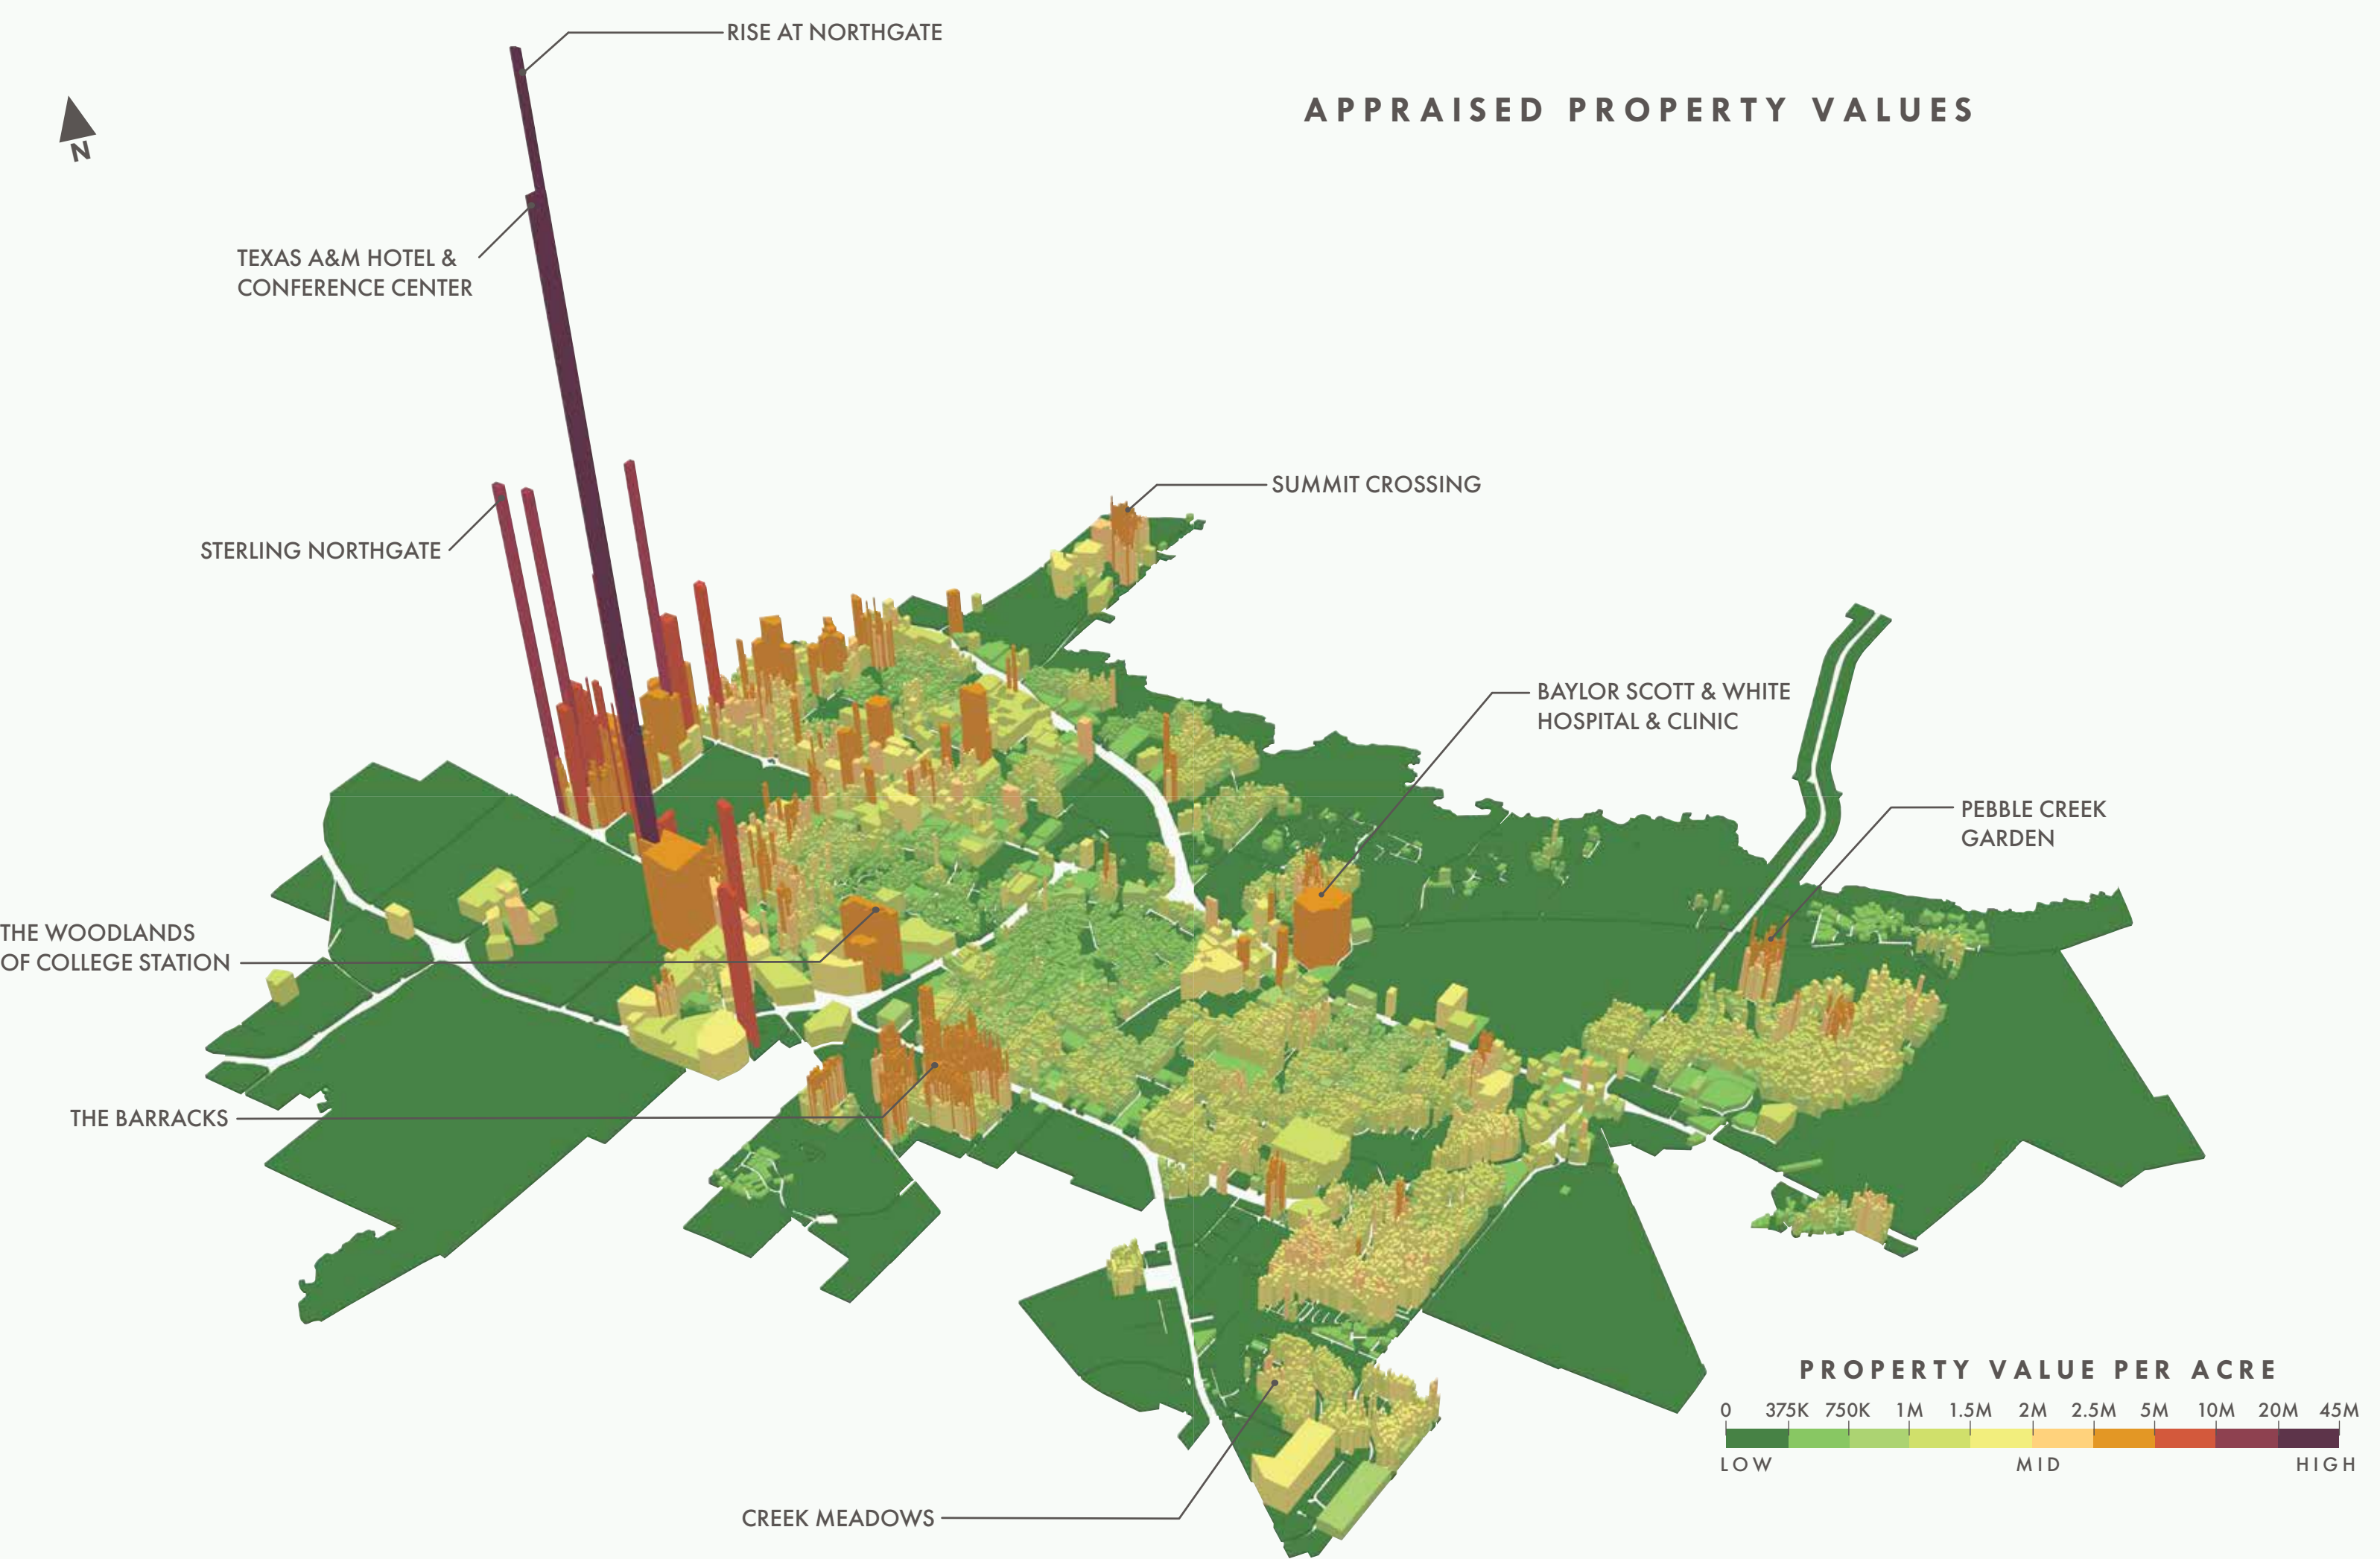 RISE AT NORTHGATE
APPRAISED PROPERTY VALUES
N
TEXAS A&M HOTEL &
CONFERENCE CENTER
SUMMIT CROSSING
STERLING NORTHGATE
BAYLOR SCOTT & WHITE
HOSPITAL & CLINIC
PEBBLE CREEK
GARDEN
THE WOODLANDS
OF COLLEGE STATION
THE BARRACKS
CREEK MEADOWS
PROPERTY VALUE PER ACRE
0 375K 750K 1M 1.5M 2M 2.5M 5M 10M 20M 45M
LOW MID HIGH